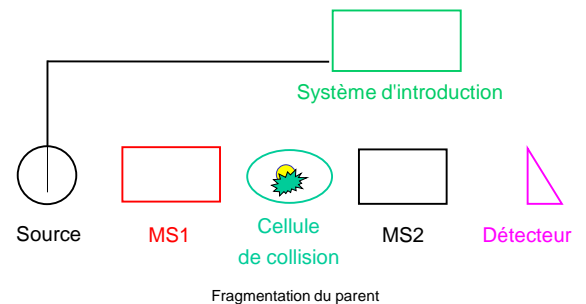 Système d'introduction
Source
MS1
Cellule
de collision
MS2
Détecteur
Fragmentation du parent